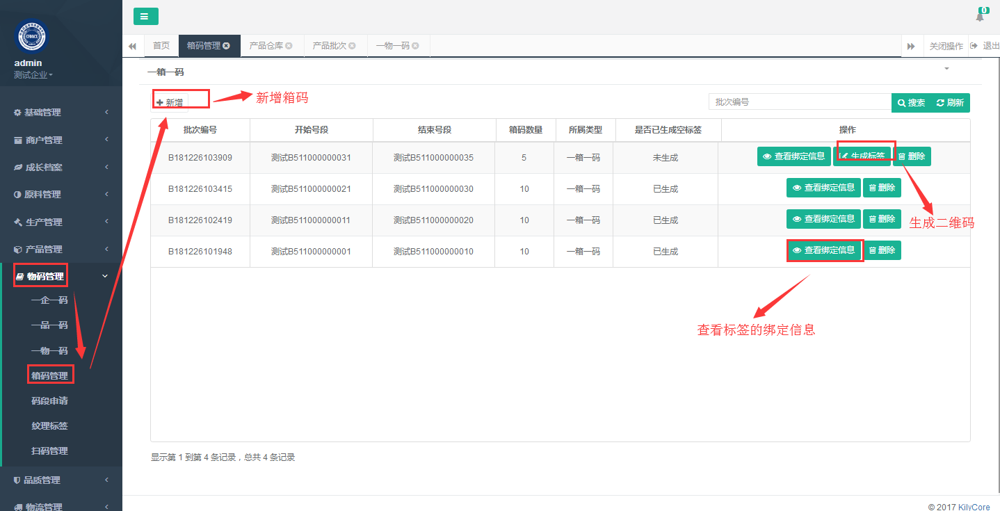 0
首页 箱码管理 产品仓库 产品批次 一物一码 关闭操作 退出
admin
测试企业
一箱一码
基础管理
商户管理
成长档案
原料管理
生产管理
产品管理
物码管理
一企一码
一品一码
一物一码
箱码管理
码段申请
纹理标签
扫码管理
品质管理
物流管理
新增 新增箱码 批次编号 搜索 刷新
批次编号 开始号段 结束号段 箱码数量 所属类型 是否已生成空标签 操作
B181226103909 测试B511000000031 测试B511000000035 5 一箱一码 未生成 查看绑定信息 生成标签 删除
B181226103415 测试B511000000021 测试B511000000030 10 一箱一码 已生成 查看绑定信息 删除
B181226102419 测试B511000000011 测试B511000000020 10 一箱一码 已生成 查看绑定信息 删除
生成二维码
B181226101948 测试B511000000001 测试B511000000010 10 一箱一码 已生成 查看绑定信息 删除
查看标签的绑定信息
显示第 1 到第 4 条记录，总共 4 条记录
© 2017 KilyCore